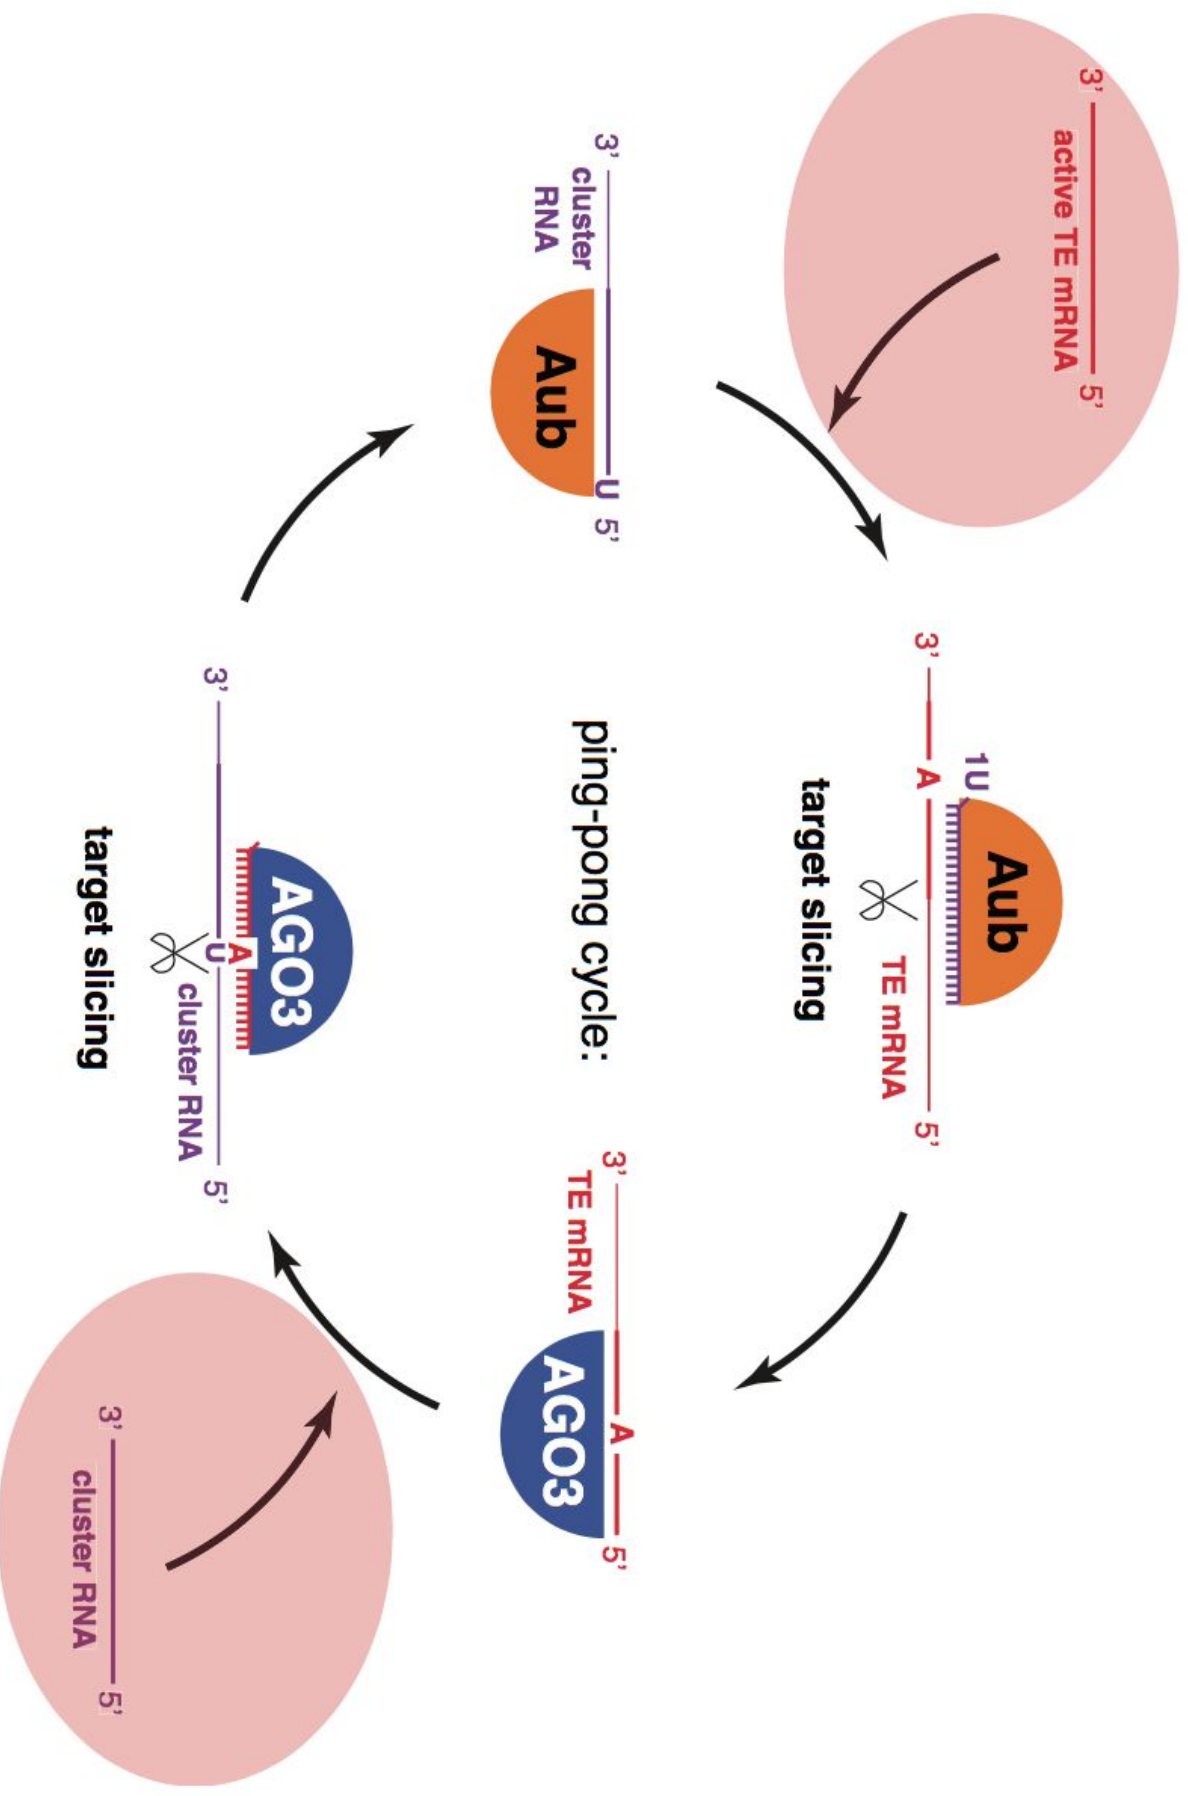 3' 5'
active TE mRNA
Aub
1U
3' A 5'
TE mRNA
target slicing
3' U 5'
cluster
RNA
Aub
ping-pong cycle:
3' A 5'
TE mRNA
AGO3
AGO3
A
3' U 5'
cluster RNA
target slicing
3' 5'
cluster RNA